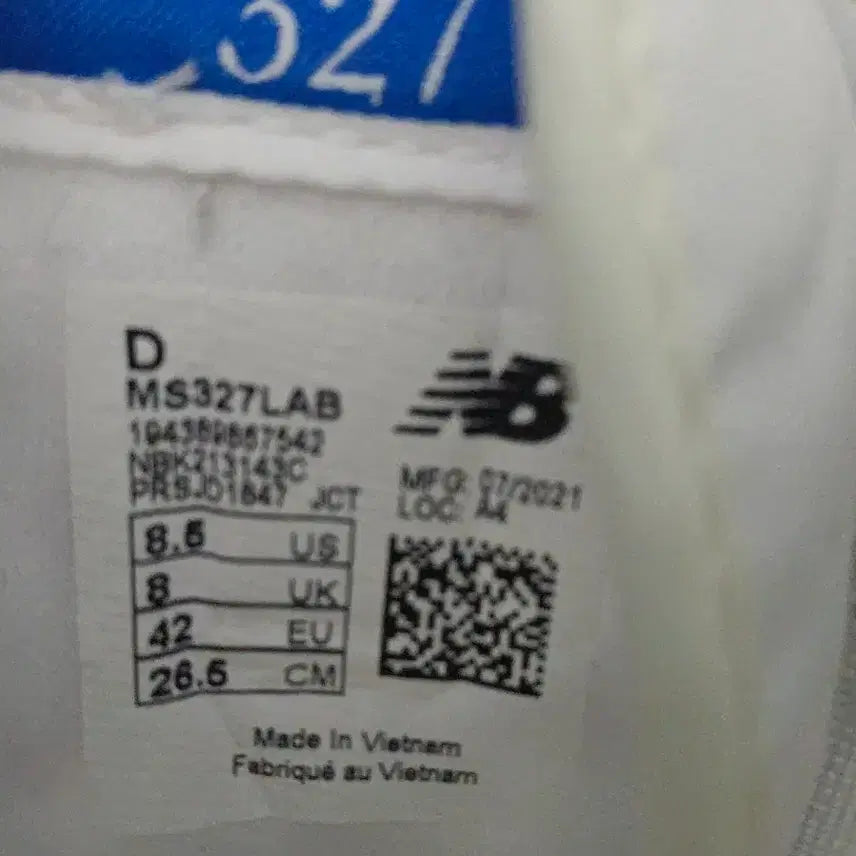 327
D
MS327LAB
194389867542
NBK213143C
JCT
MFG: 07/2021
LOC: A4
8.5 US
8 UK
42 EU
26.5 CM
Made In Vietnam
Fabriqué au Vietnam